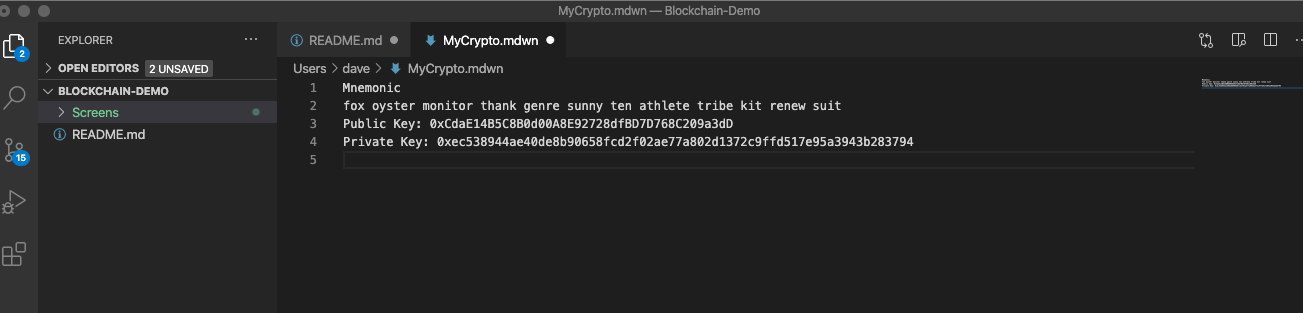 MyCrypto.mdwn — Blockchain-Demo
EXPLORER ···
README.md
MyCrypto.mdwn
2
OPEN EDITORS 2 UNSAVED
Users > dave > MyCrypto.mdwn
BLOCKCHAIN-DEMO
Screens
README.md
15
1 Mnemonic
2 fox oyster monitor thank genre sunny ten athlete tribe kit renew suit
3 Public Key: 0xCdaE14B5C8B0d00A8E92728dfBD7D768C209a3dD
4 Private Key: 0xec538944ae40de8b90658fcd2f02ae77a802d1372c9ffd517e95a3943b283794
5